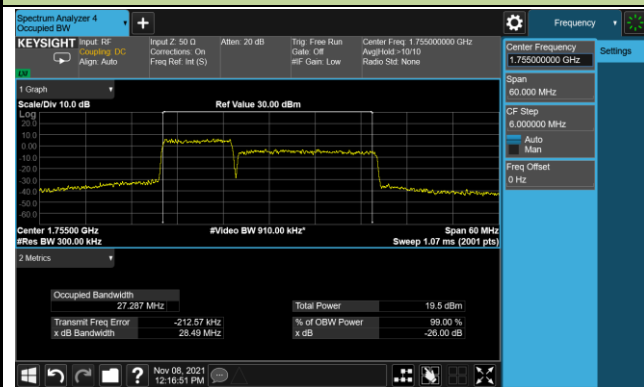 Spectrum Analyzer 4
Occupied BW
Frequency
KEYSIGHT
Input: RF
Coupling: DC
Align: Auto
Input Z: 50 Ω
Corrections: On
Freq Ref: Int (S)
Atten: 20 dB
Trig: Free Run
Gate: Off
#IF Gain: Low
Center Freq: 1.755000000 GHz
Avg|Hold:>10/10
Radio Std: None
Center Frequency
1.755000000 GHz
Settings
Span
60.000 MHz
CF Step
6.000000 MHz
Auto
Man
Freq Offset
0 Hz
1 Graph
Scale/Div 10.0 dB
Ref Value 30.00 dBm
Log
20.0
10.0
0.00
-10.0
-20.0
-30.0
-40.0
-50.0
-60.0
Center 1.75500 GHz
#Video BW 910.00 kHz*
Span 60 MHz
#Res BW 300.00 kHz
Sweep 1.07 ms (2001 pts)
2 Metrics
Occupied Bandwidth
27.287 MHz
Total Power 19.5 dBm
Transmit Freq Error -212.57 kHz
% of OBW Power 99.00 %
x dB Bandwidth 28.49 MHz
x dB -26.00 dB
Nov 08, 2021
12:16:51 PM